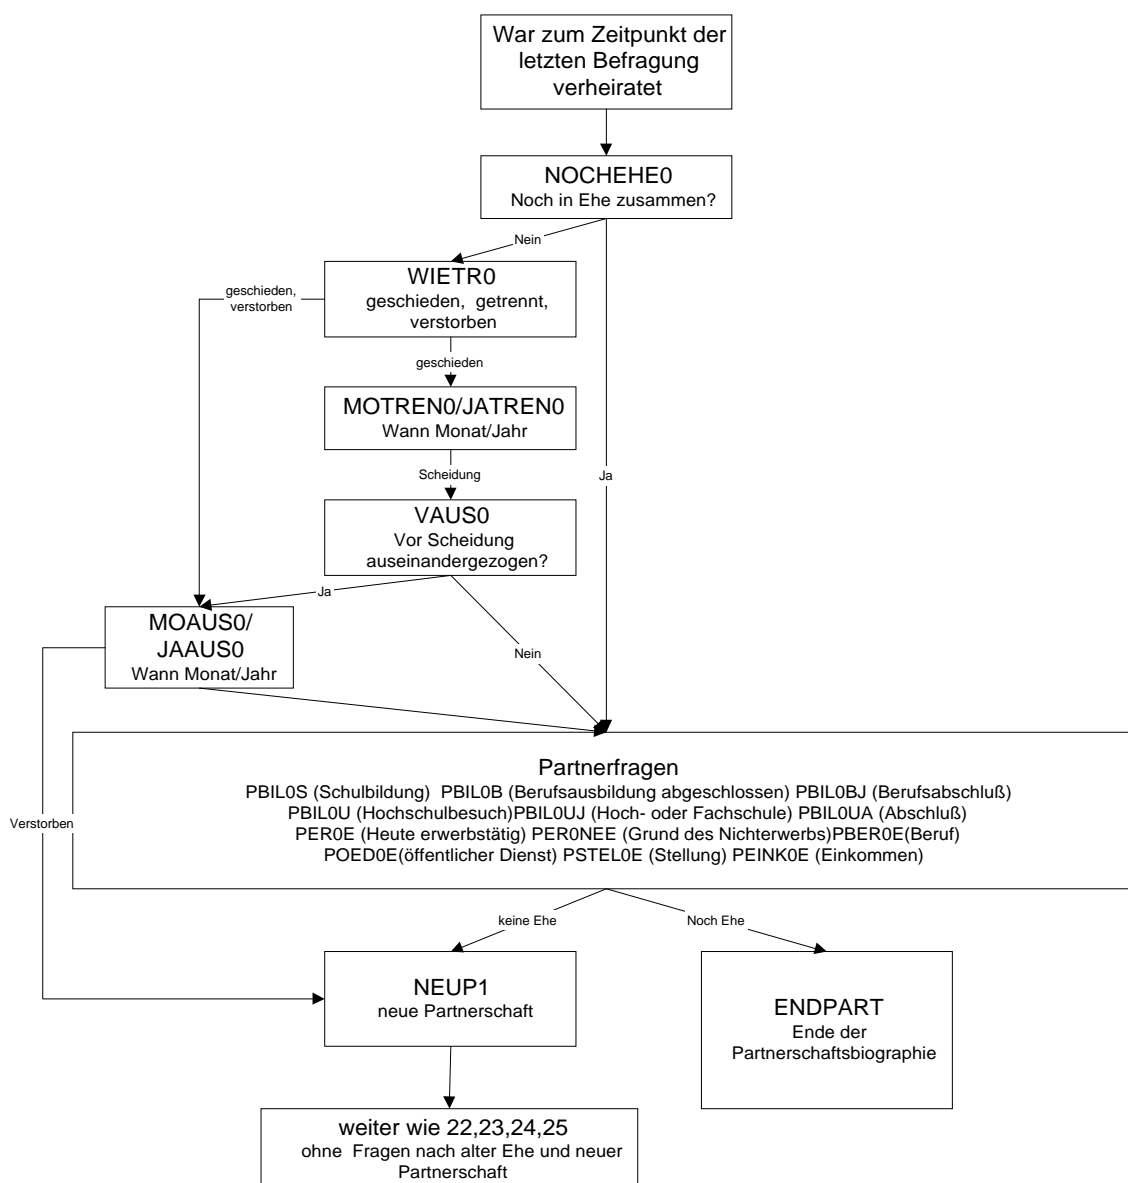 War zum Zeitpunkt der
letzten Befragung
verheiratet
NOCHEHE0
Noch in Ehe zusammen?
Nein
WIETR0
geschieden, getrennt,
verstorben
geschieden,
verstorben
geschieden
MOTREN0/JATREN0
Wann Monat/Jahr
Scheidung
Ja
VAUS0
Vor Scheidung
auseinandergezogen?
Ja
Nein
MOAUS0/
JAAUS0
Wann Monat/Jahr
Partnerfragen
PBIL0S (Schulbildung) PBIL0B (Berufsausbildung abgeschlossen) PBIL0BJ (Berufsabschluß)
PBIL0U (Hochschulbesuch)PBIL0UJ (Hoch- oder Fachschule) PBIL0UA (Abschluß)
PER0E (Heute erwerbstätig) PER0NEE (Grund des Nichterwerbs)PBER0E(Beruf)
POED0E(öffentlicher Dienst) PSTEL0E (Stellung) PEINK0E (Einkommen)
Verstorben
keine Ehe
Noch Ehe
NEUP1
neue Partnerschaft
ENDPART
Ende der
Partnerschaftsbiographie
weiter wie 22,23,24,25
ohne Fragen nach alter Ehe und neuer
Partnerschaft